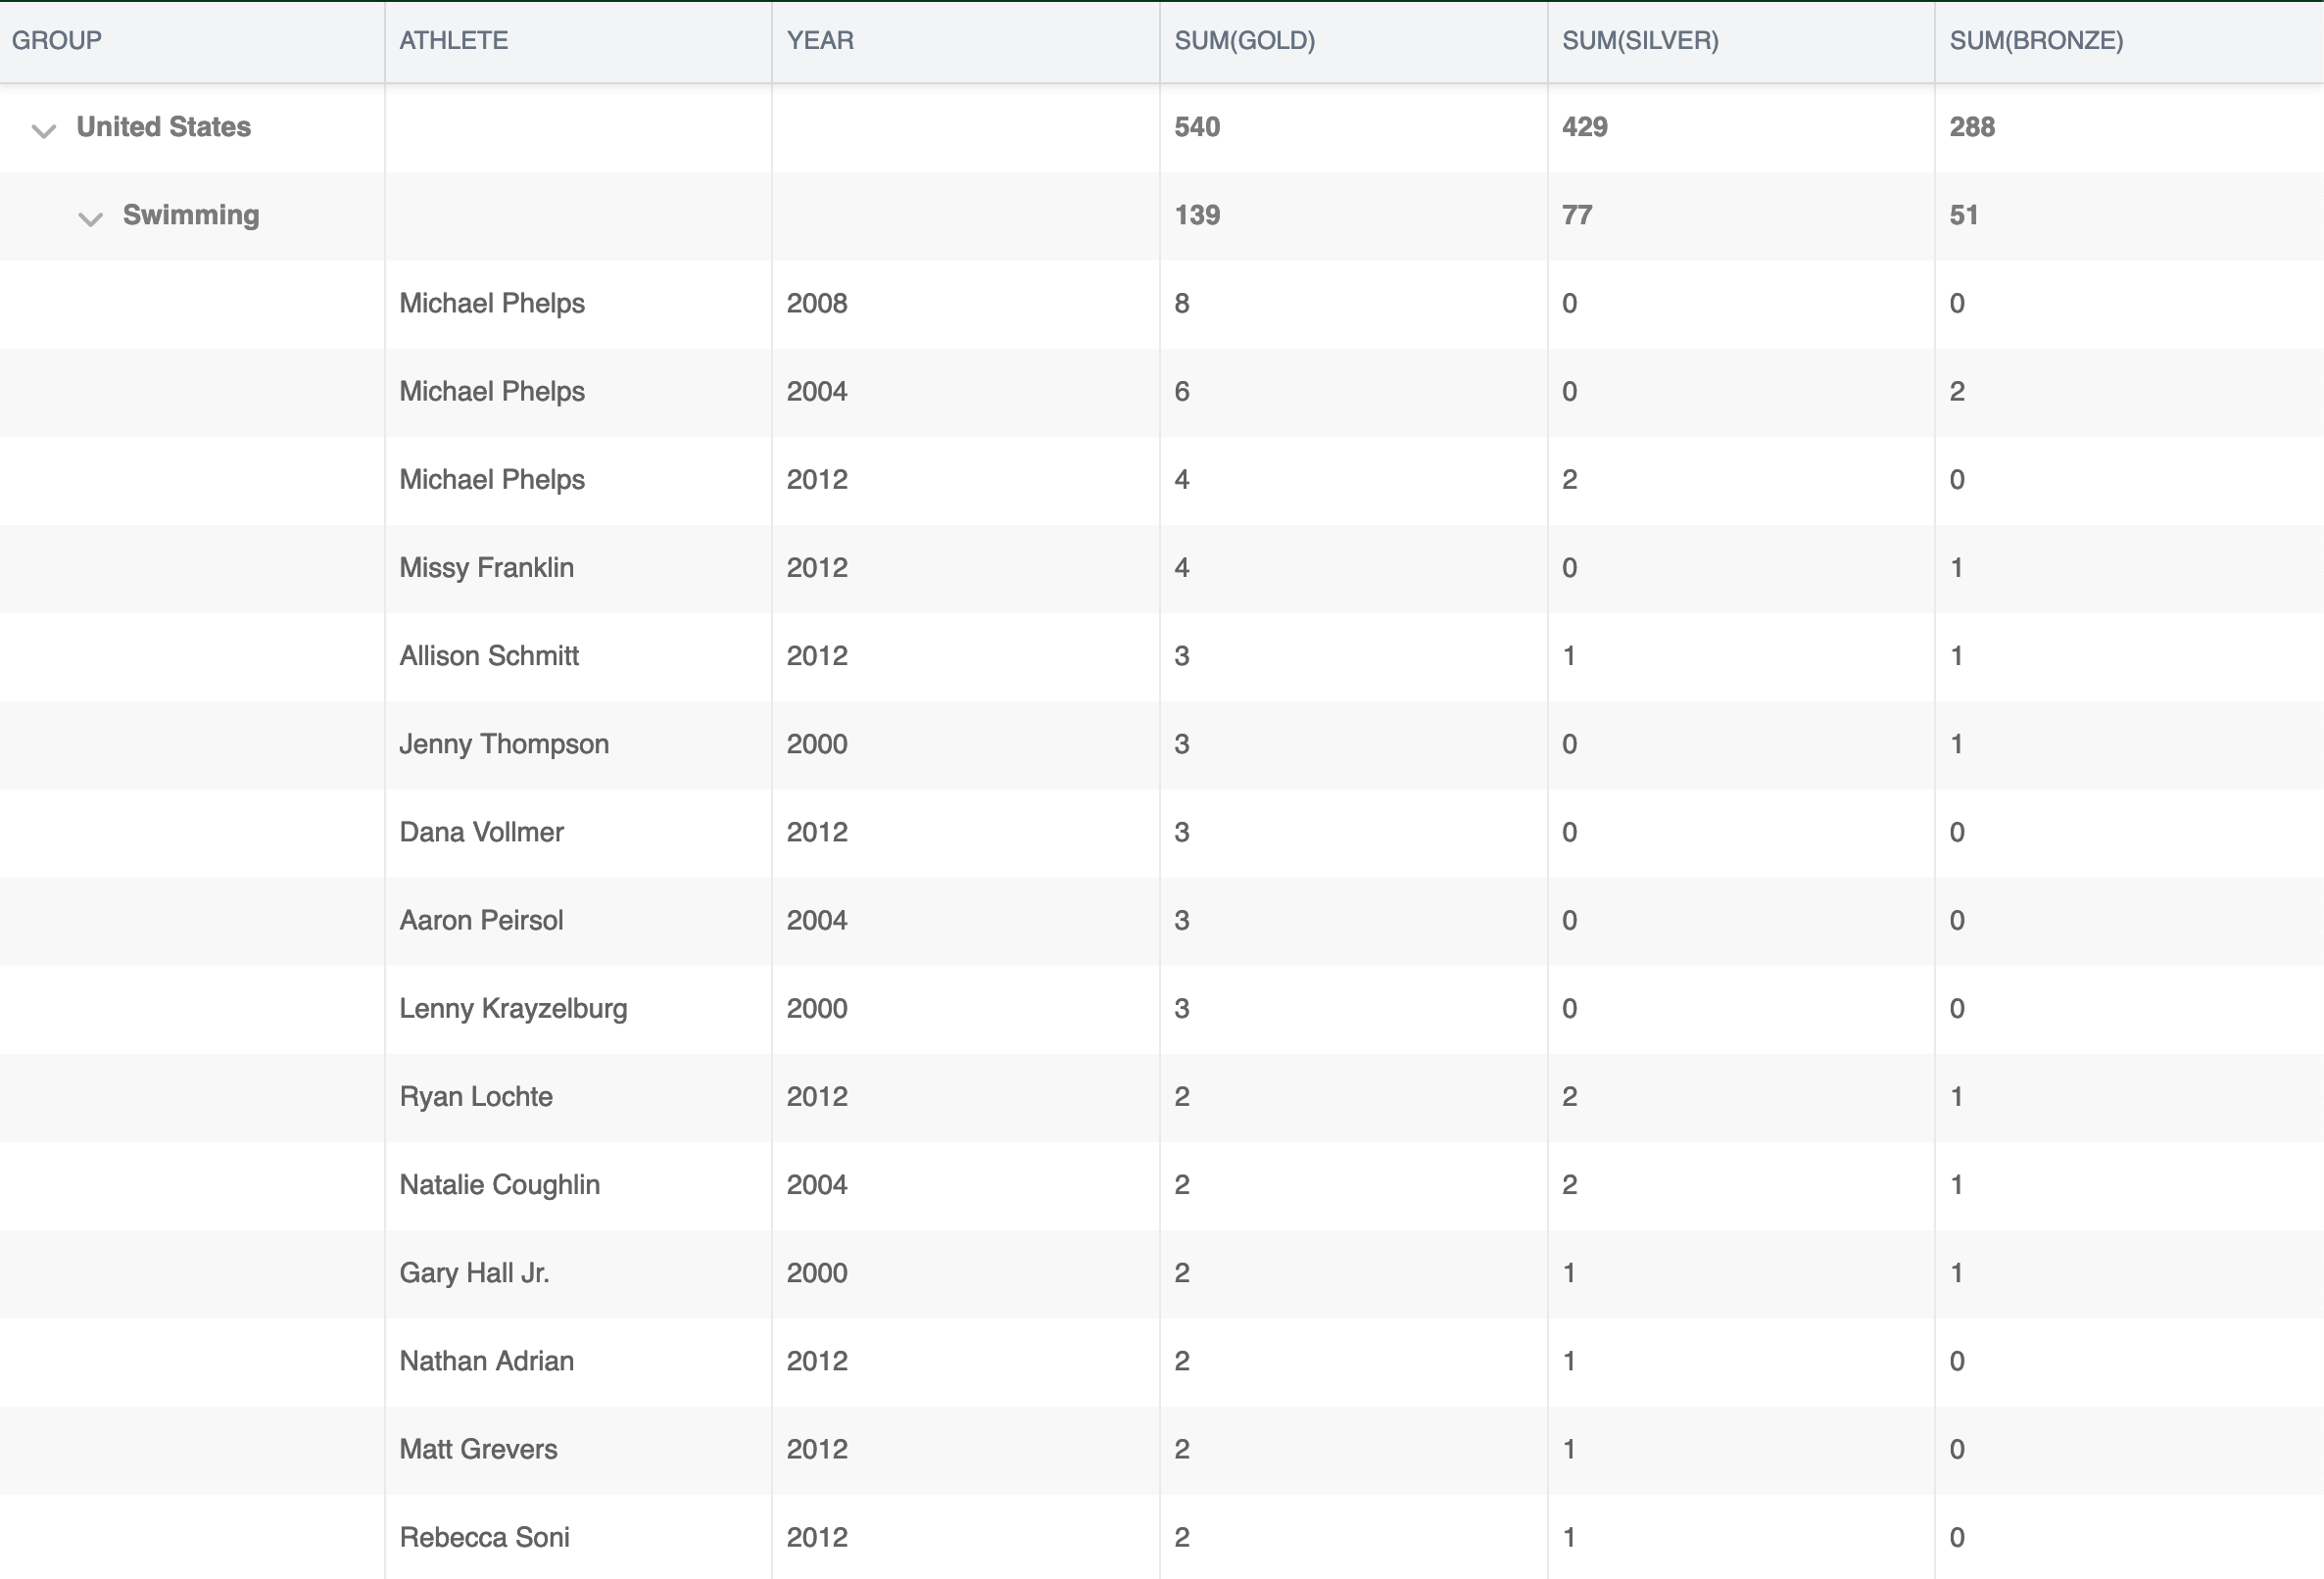 GROUP ATHLETE YEAR SUM(GOLD) SUM(SILVER) SUM(BRONZE)
United States 540 429 288
Swimming 139 77 51
Michael Phelps 2008 8 0 0
Michael Phelps 2004 6 0 2
Michael Phelps 2012 4 2 0
Missy Franklin 2012 4 0 1
Allison Schmitt 2012 3 1 1
Jenny Thompson 2000 3 0 1
Dana Vollmer 2012 3 0 0
Aaron Peirsol 2004 3 0 0
Lenny Krayzelburg 2000 3 0 0
Ryan Lochte 2012 2 2 1
Natalie Coughlin 2004 2 2 1
Gary Hall Jr. 2000 2 1 1
Nathan Adrian 2012 2 1 0
Matt Grevers 2012 2 1 0
Rebecca Soni 2012 2 1 0